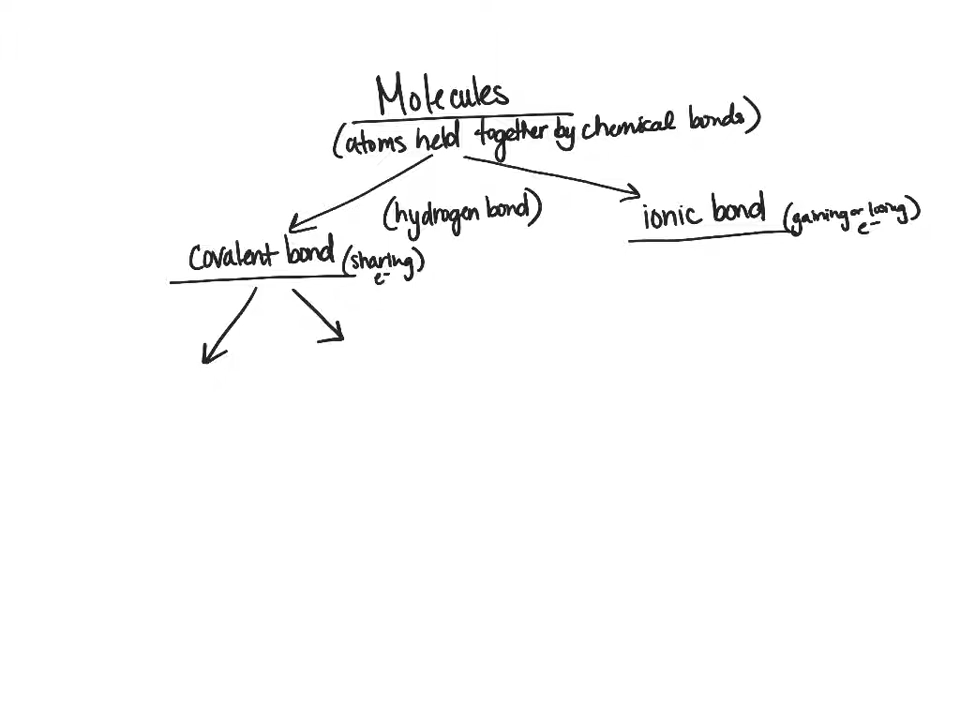 Molecules
(atoms held together by chemical bonds)
(hydrogen bond)
ionic bond (gaining or losing e⁻)
Covalent bond (sharing e⁻)